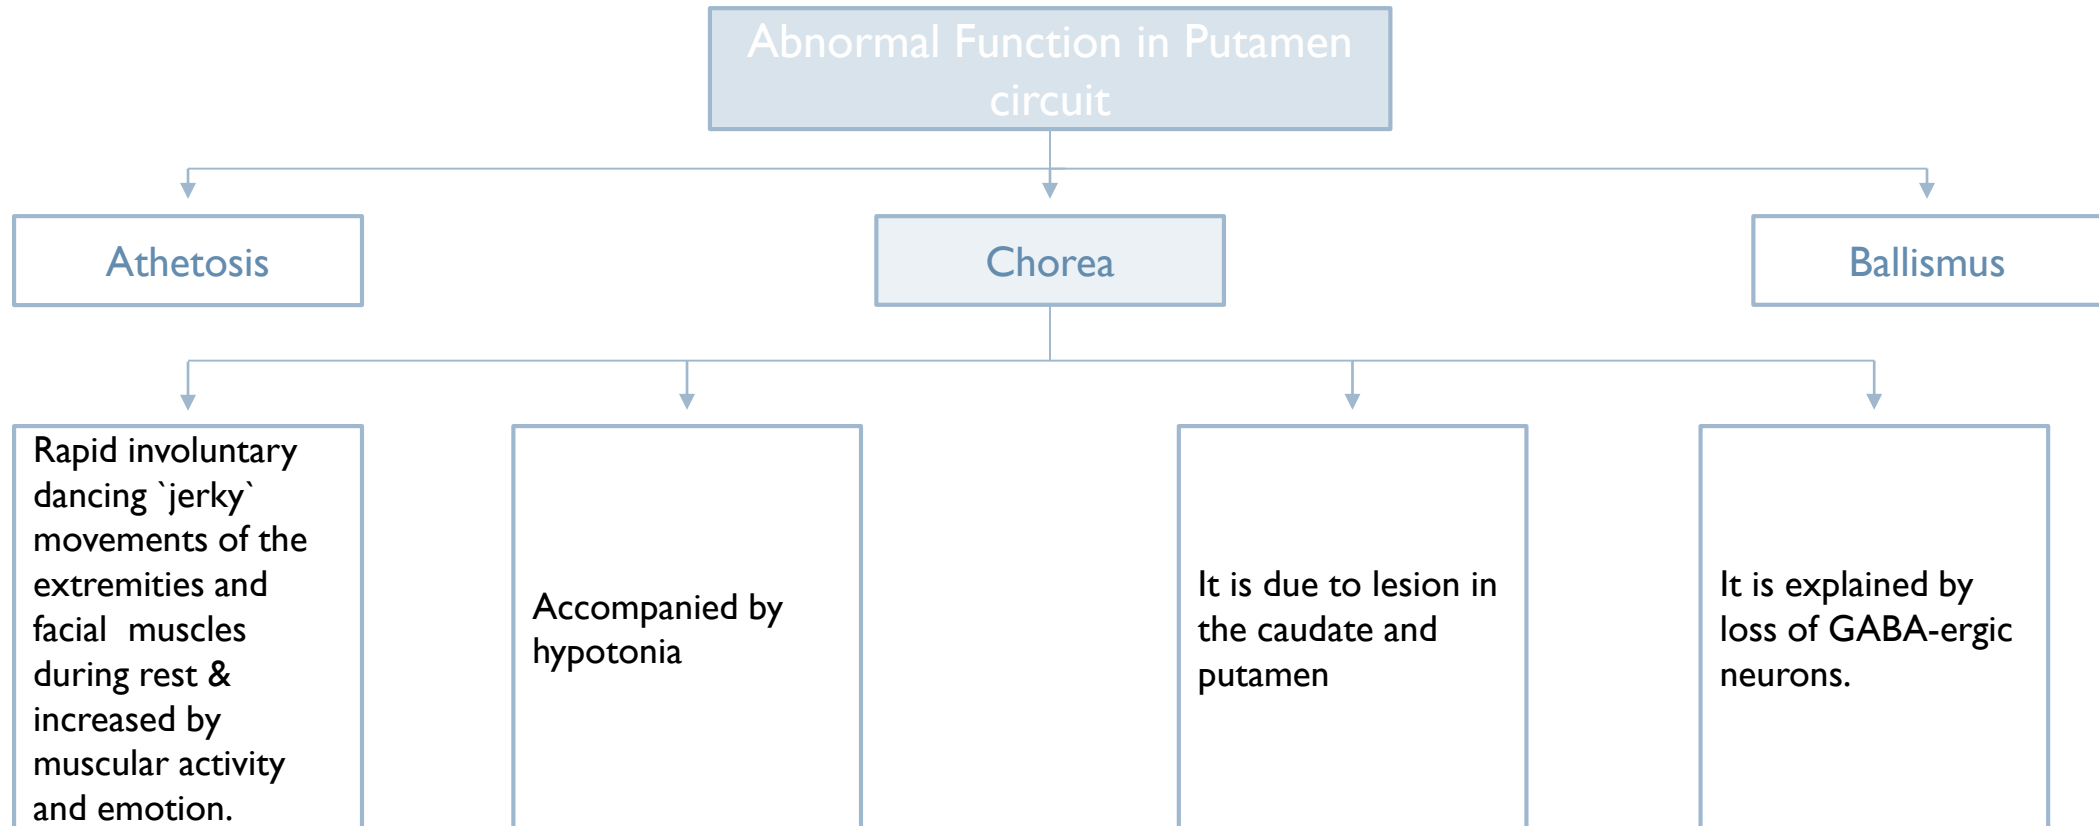 Abnormal Function in Putamen
circuit
Athetosis
Chorea
Ballismus
Rapid involuntary
dancing `jerky`
movements of the
extremities and
facial  muscles
during rest &
increased by
muscular activity
and emotion.
Accompanied by
hypotonia
It is due to lesion in
the caudate and
putamen
It is explained by
loss of GABA-ergic
neurons.